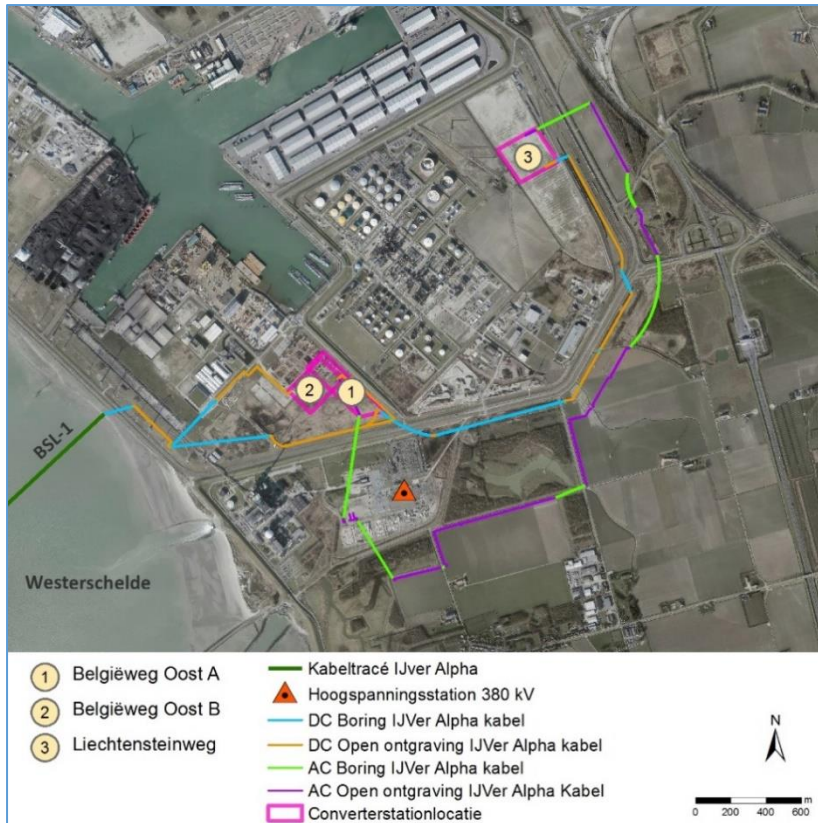 3
2
1
BSL-1
Westerschelde
1 Belgiëweg Oost A
2 Belgiëweg Oost B
3 Liechtensteinweg
Kabeltracé IJver Alpha
Hoogspanningsstation 380 kV
DC Boring IJVer Alpha kabel
DC Open ontgraving IJVer Alpha kabel
AC Boring IJVer Alpha kabel
AC Open ontgraving IJVer Alpha Kabel
Converterstationlocatie
N
m
0 200 400 600